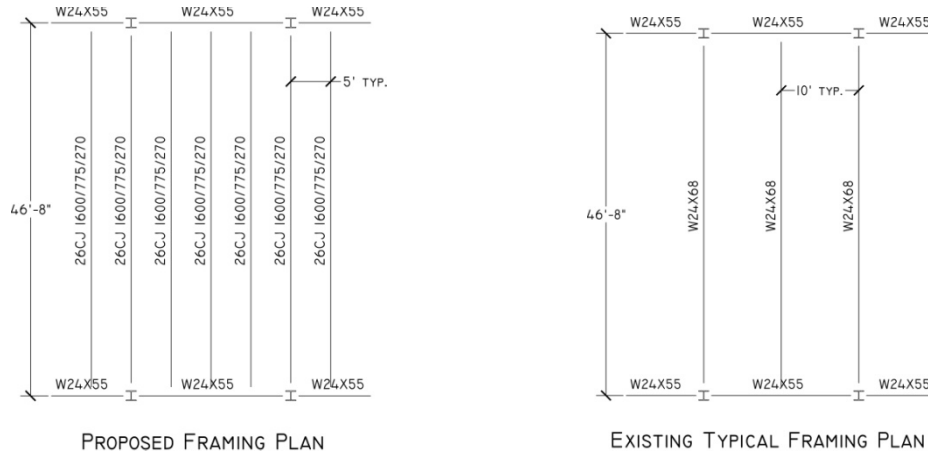 W24X55 W24X55 W24X55
5' TYP.
46'-8"
26CJ 1600/775/270
26CJ 1600/775/270
26CJ 1600/775/270
26CJ 1600/775/270
26CJ 1600/775/270
26CJ 1600/775/270
26CJ 1600/775/270
W24X55 W24X55 W24X55
PROPOSED FRAMING PLAN
W24X55 W24X55 W24X55
10' TYP.
46'-8"
W24X68
W24X68
W24X68
W24X55 W24X55 W24X55
EXISTING TYPICAL FRAMING PLAN